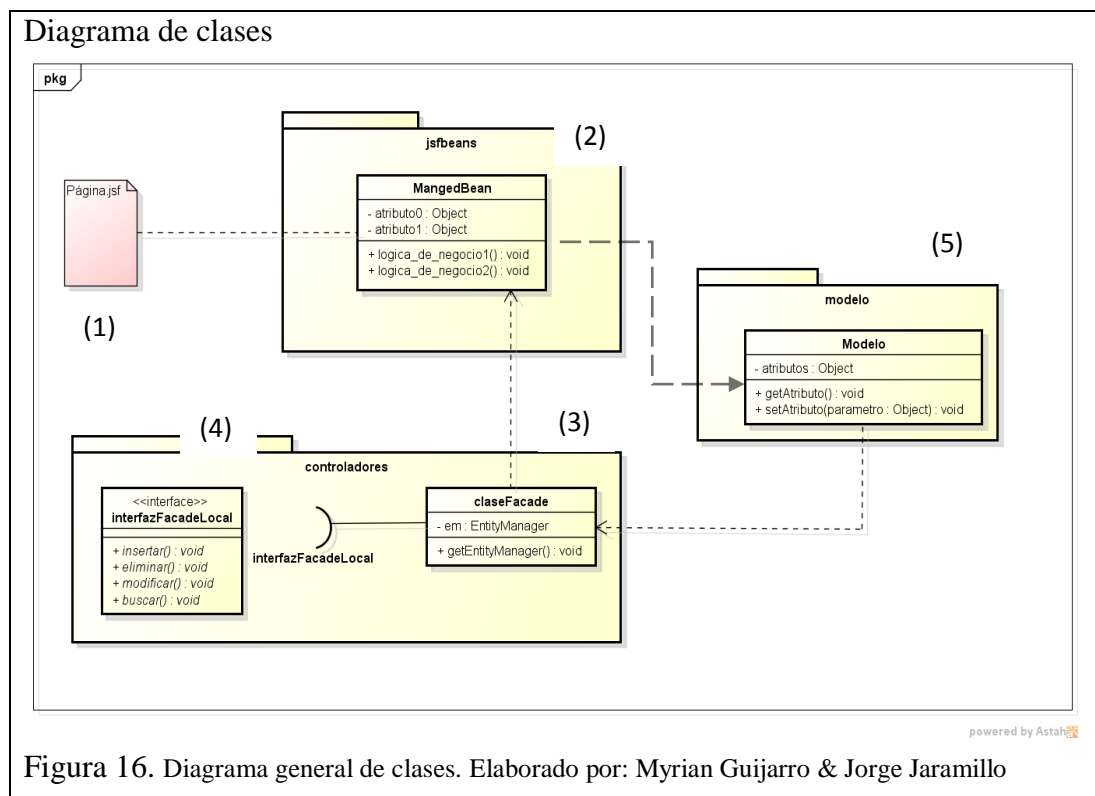 Diagrama de clases
pkg
jsfbeans
(2)
Página.jsf
MangedBean
- atributo0 : Object
- atributo1 : Object
+ logica_de_negocio1() : void
+ logica_de_negocio2() : void
(1)
(5)
modelo
Modelo
- atributos : Object
+ getAtributo() : void
+ setAtributo(parametro : Object) : void
(4)
(3)
controladores
<<interface>>
interfazFacadeLocal
+ insertar() : void
+ eliminar() : void
+ modificar() : void
+ buscar() : void
interfazFacadeLocal
claseFacade
- em : EntityManager
+ getEntityManager() : void
powered by Astah
Figura 16. Diagrama general de clases. Elaborado por: Myrian Guijarro & Jorge Jaramillo